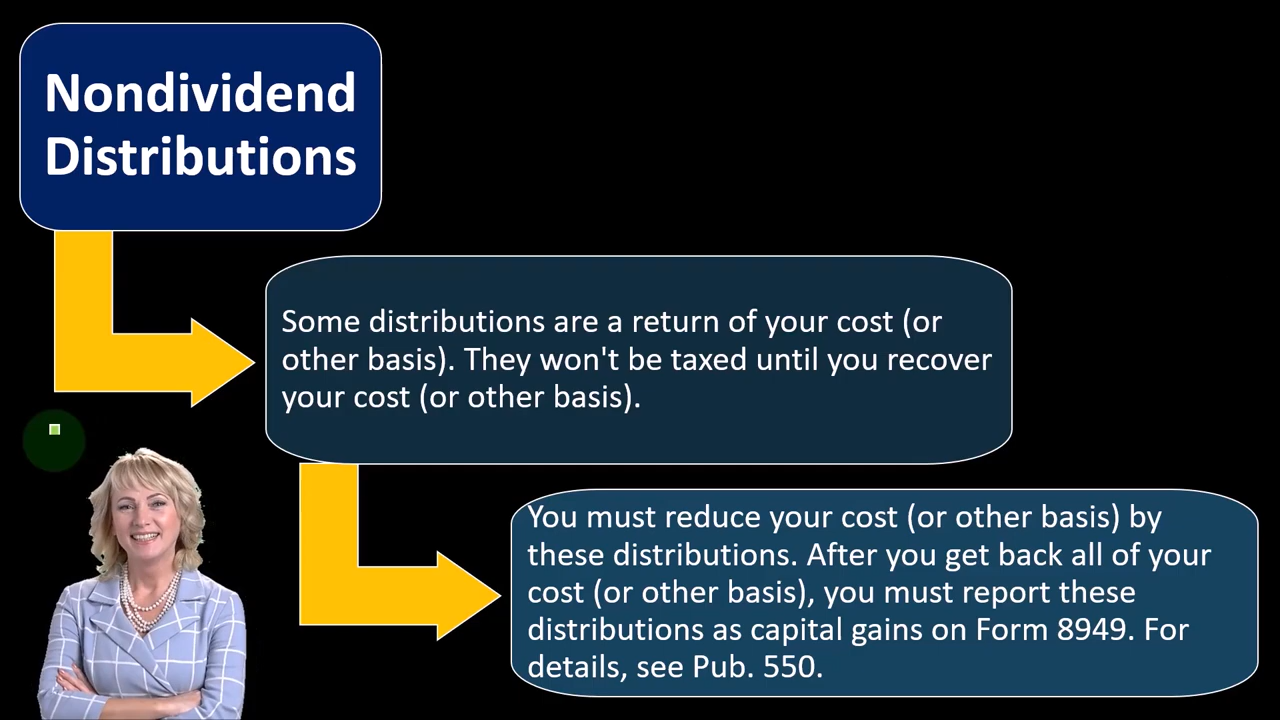 Nondividend
Distributions
Some distributions are a return of your cost (or
other basis). They won't be taxed until you recover
your cost (or other basis).
You must reduce your cost (or other basis) by
these distributions. After you get back all of your
cost (or other basis), you must report these
distributions as capital gains on Form 8949. For
details, see Pub. 550.